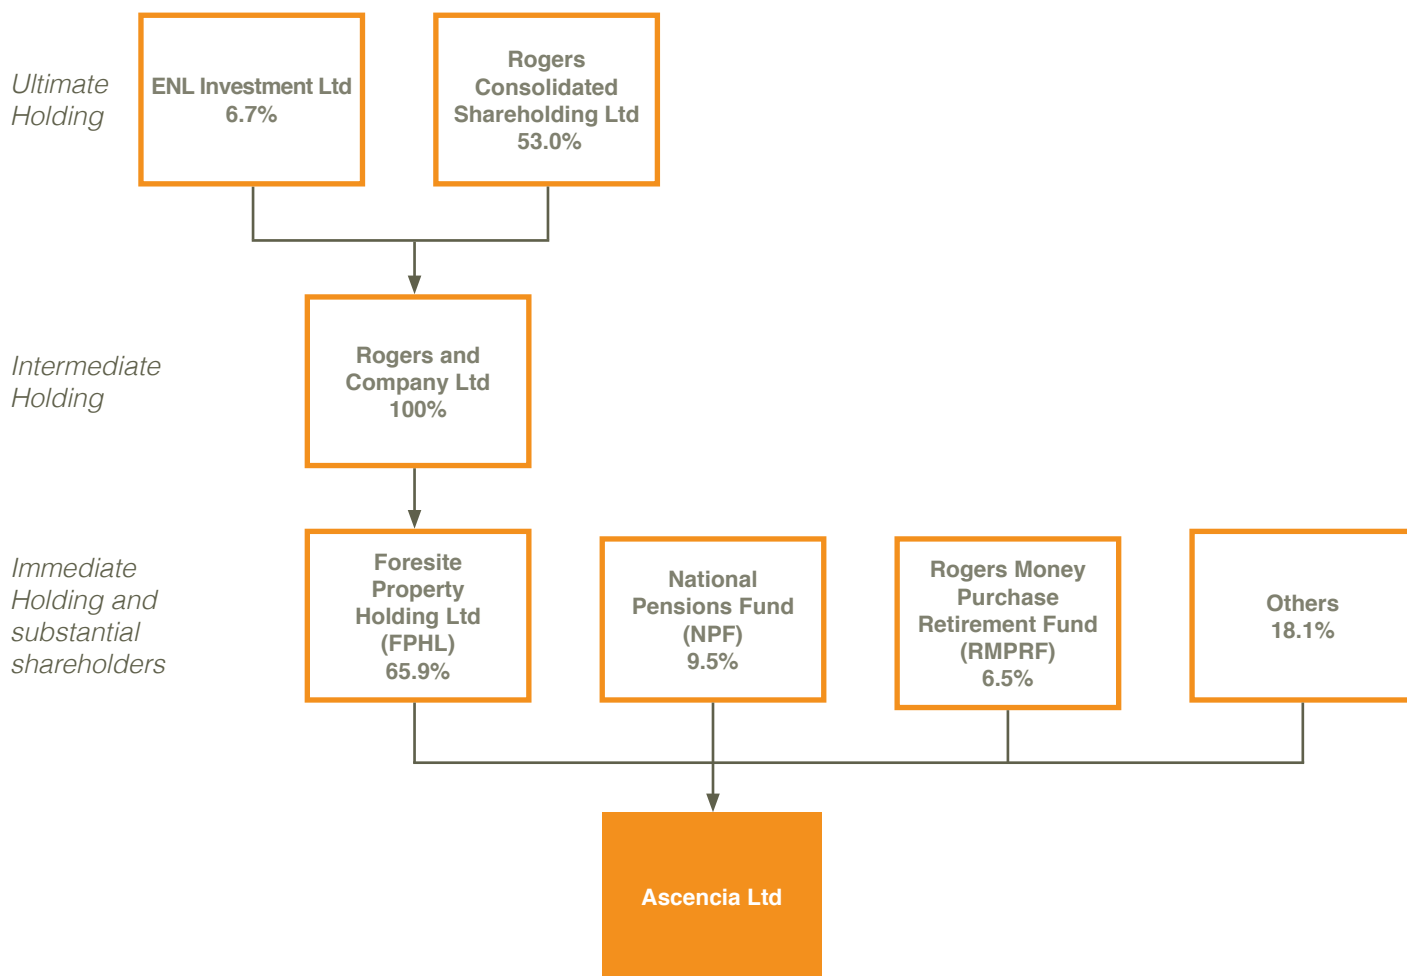 Ultimate
Holding
ENL Investment Ltd
6.7%
Rogers
Consolidated
Shareholding Ltd
53.0%
Intermediate
Holding
Rogers and
Company Ltd
100%
Immediate
Holding and
substantial
shareholders
Foresite
Property
Holding Ltd
(FPHL)
65.9%
National
Pensions Fund
(NPF)
9.5%
Rogers Money
Purchase
Retirement Fund
(RMPRF)
6.5%
Others
18.1%
Ascencia Ltd